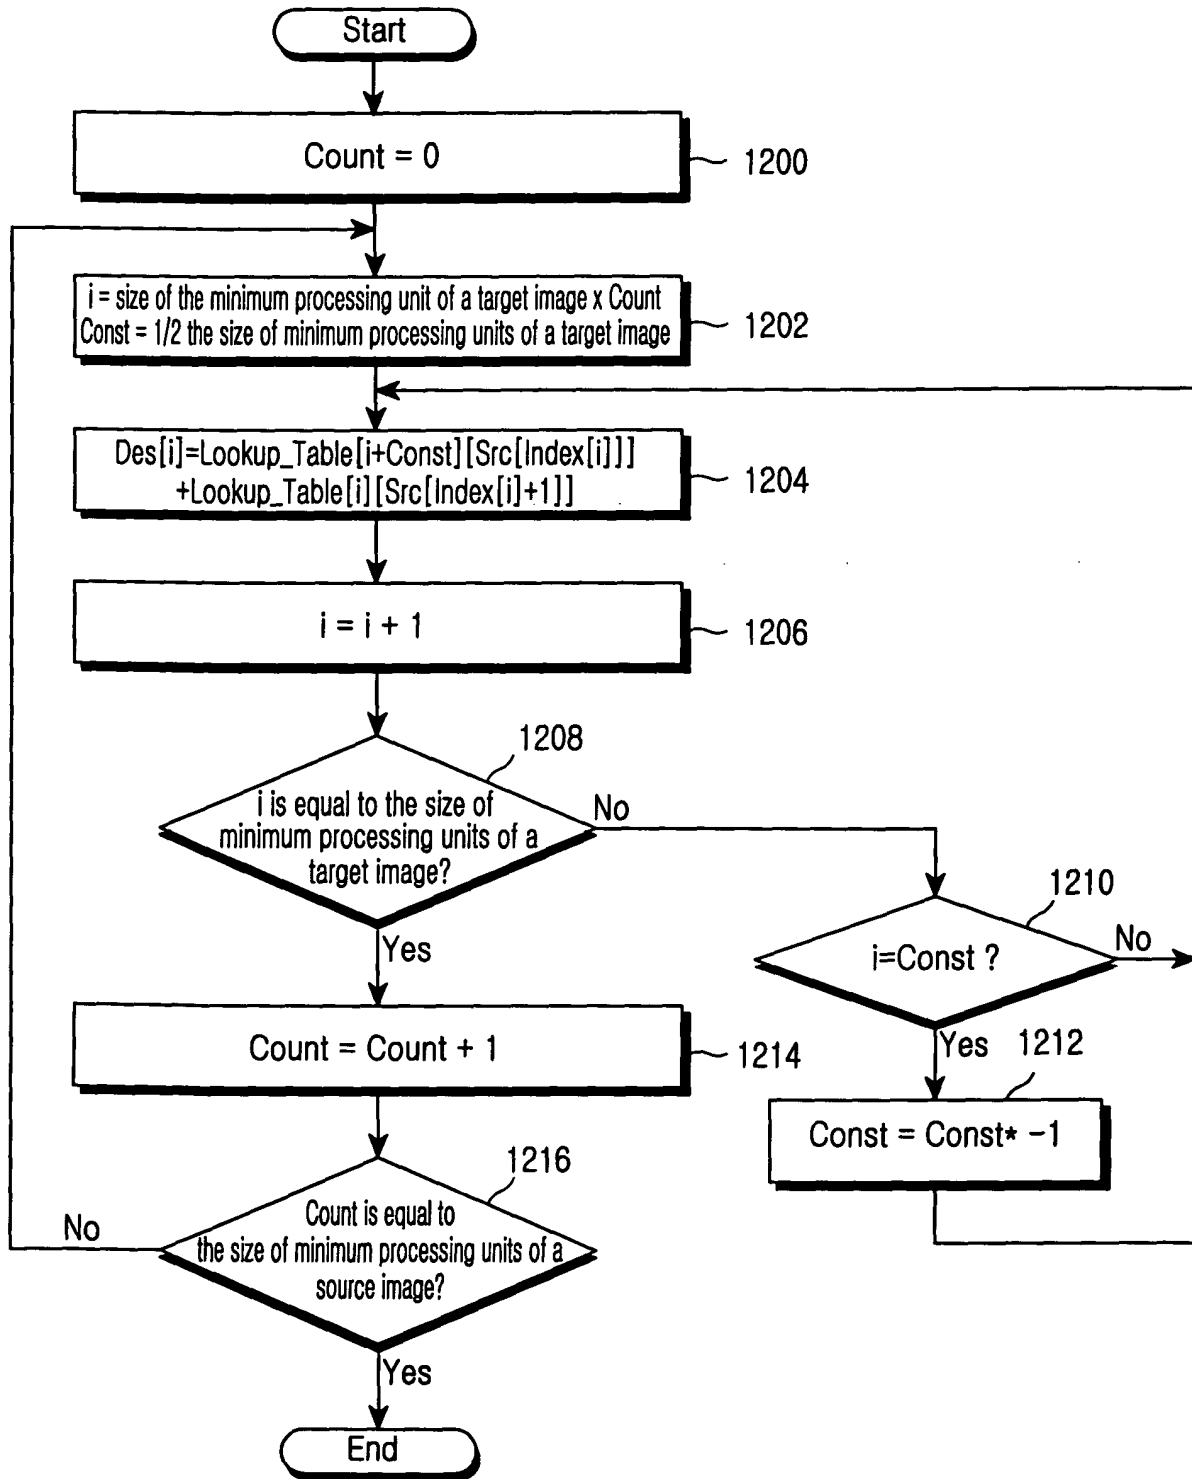 Start
Count = 0
1200
i = size of the minimum processing unit of a target image x Count
Const = 1/2 the size of minimum processing units of a target image
1202
Des[i]=Lookup_Table[i+Const][Src[Index[i]]]
+Lookup_Table[i][Src[Index[i]+1]]
1204
i = i + 1
1206
1208
i is equal to the size of
minimum processing units of a
target image?
No
Yes
1210
i=Const ?
No
Yes
1212
Const = Const* -1
Count = Count + 1
1214
1216
Count is equal to
the size of minimum processing units of a
source image?
No
Yes
End